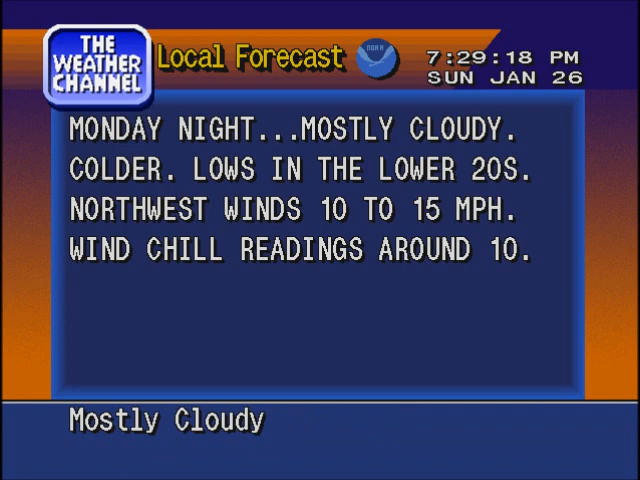 THE
WEATHER
CHANNEL
Local Forecast
NOAA
7:29:18 PM
SUN JAN 26
MONDAY NIGHT...MOSTLY CLOUDY.
COLDER. LOWS IN THE LOWER 20S.
NORTHWEST WINDS 10 TO 15 MPH.
WIND CHILL READINGS AROUND 10.
Mostly Cloudy